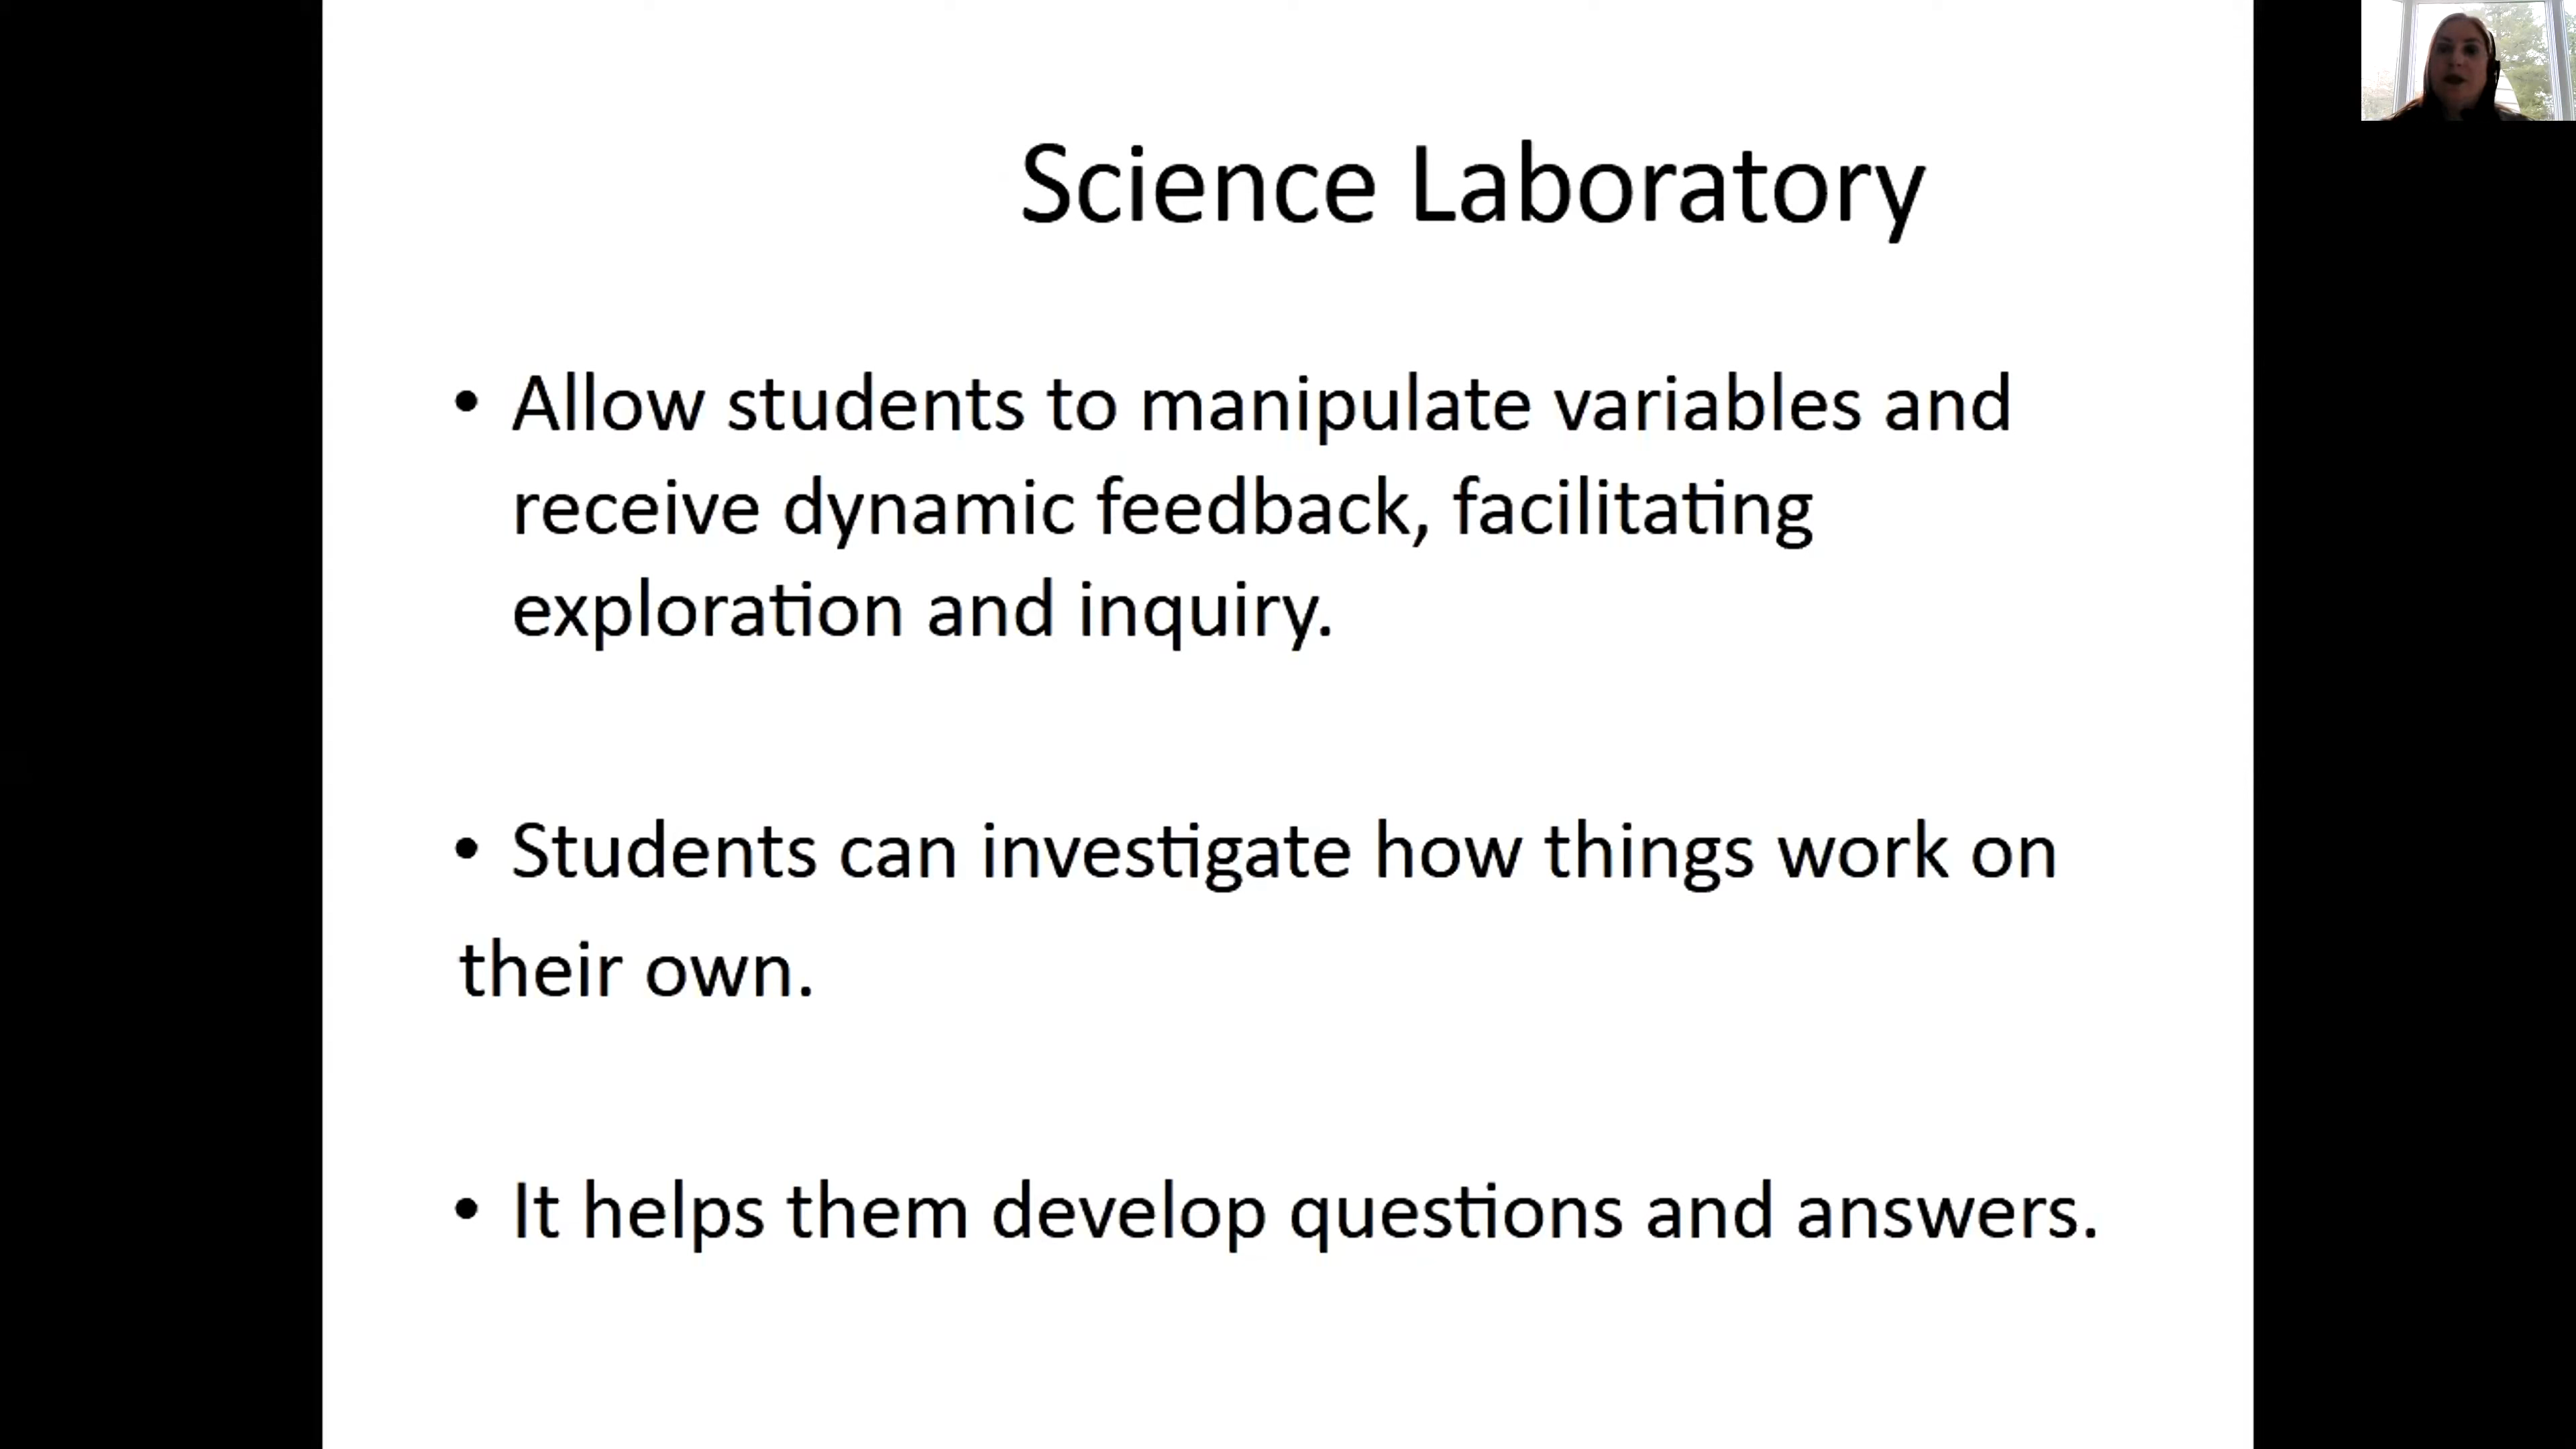 Science Laboratory
• Allow students to manipulate variables and
receive dynamic feedback, facilitating
exploration and inquiry.
• Students can investigate how things work on
their own.
• It helps them develop questions and answers.